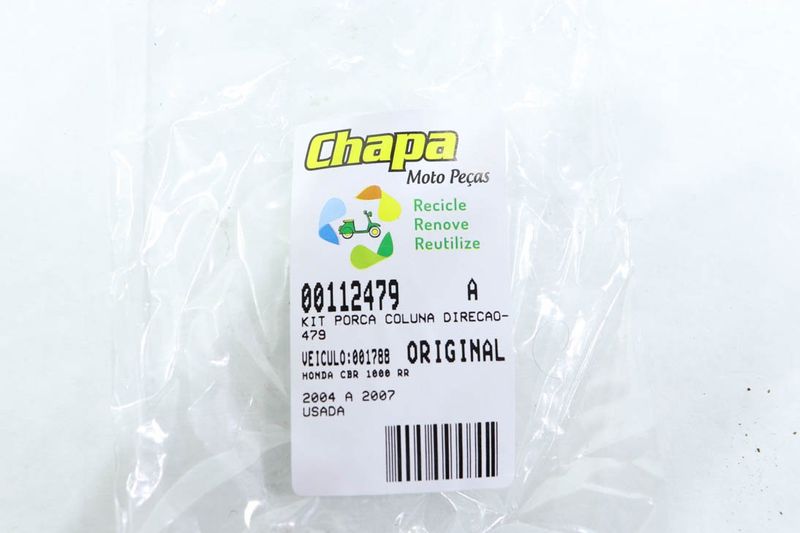 Chapa
Moto Peças
Recicle
Renove
Reutilize
00112479 A
KIT PORCA COLUNA DIRECAO-
479
VEICULO:001788 ORIGINAL
HONDA CBR 1000 RR
2004 A 2007
USADA